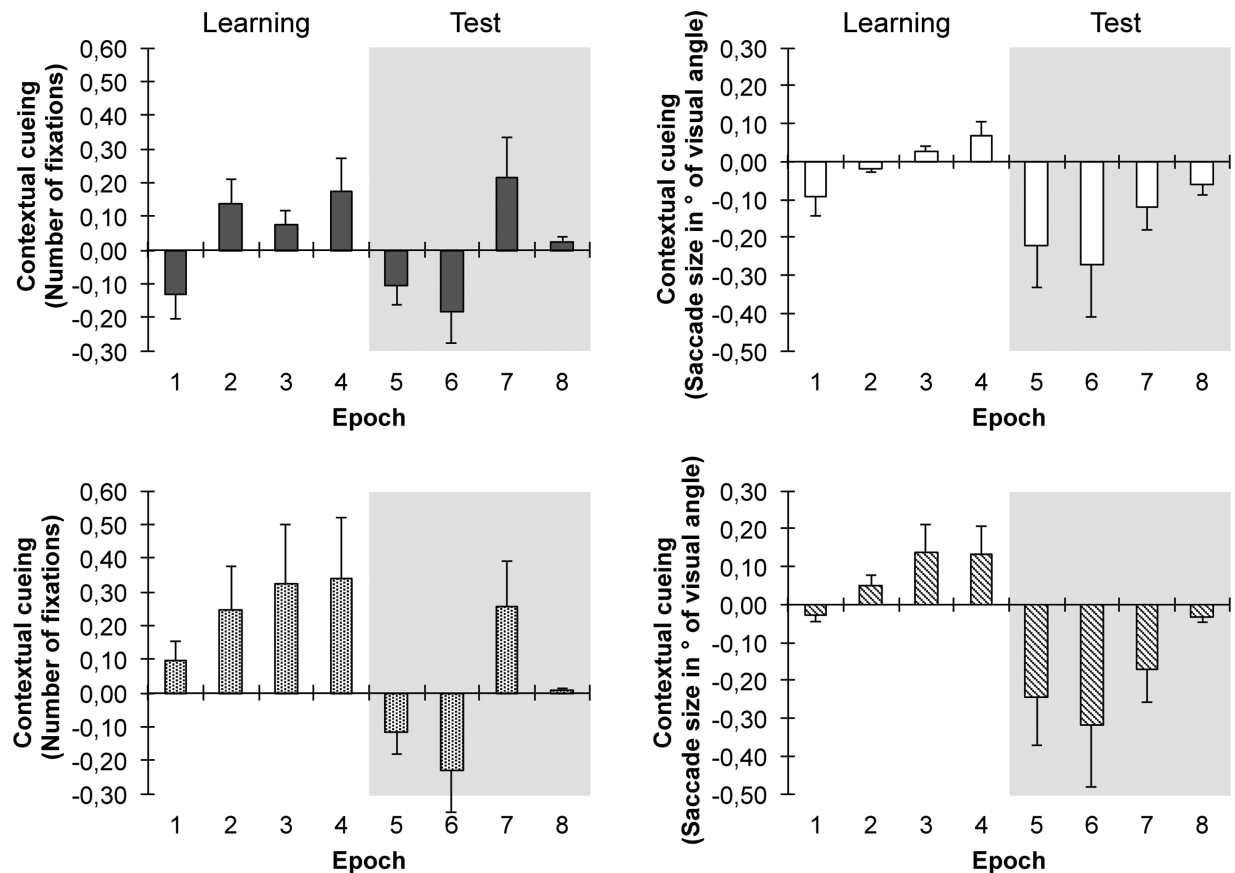 Learning Test
Contextual cueing
(Number of fixations)
0,60
0,50
0,40
0,30
0,20
0,10
0,00
-0,10
-0,20
-0,30
1 2 3 4 5 6 7 8
Epoch
Learning Test
Contextual cueing
(Saccade size in ° of visual angle)
0,30
0,20
0,10
0,00
-0,10
-0,20
-0,30
-0,40
-0,50
1 2 3 4 5 6 7 8
Epoch
Contextual cueing
(Number of fixations)
0,60
0,50
0,40
0,30
0,20
0,10
0,00
-0,10
-0,20
-0,30
1 2 3 4 5 6 7 8
Epoch
Contextual cueing
(Saccade size in ° of visual angle)
0,30
0,20
0,10
0,00
-0,10
-0,20
-0,30
-0,40
-0,50
1 2 3 4 5 6 7 8
Epoch